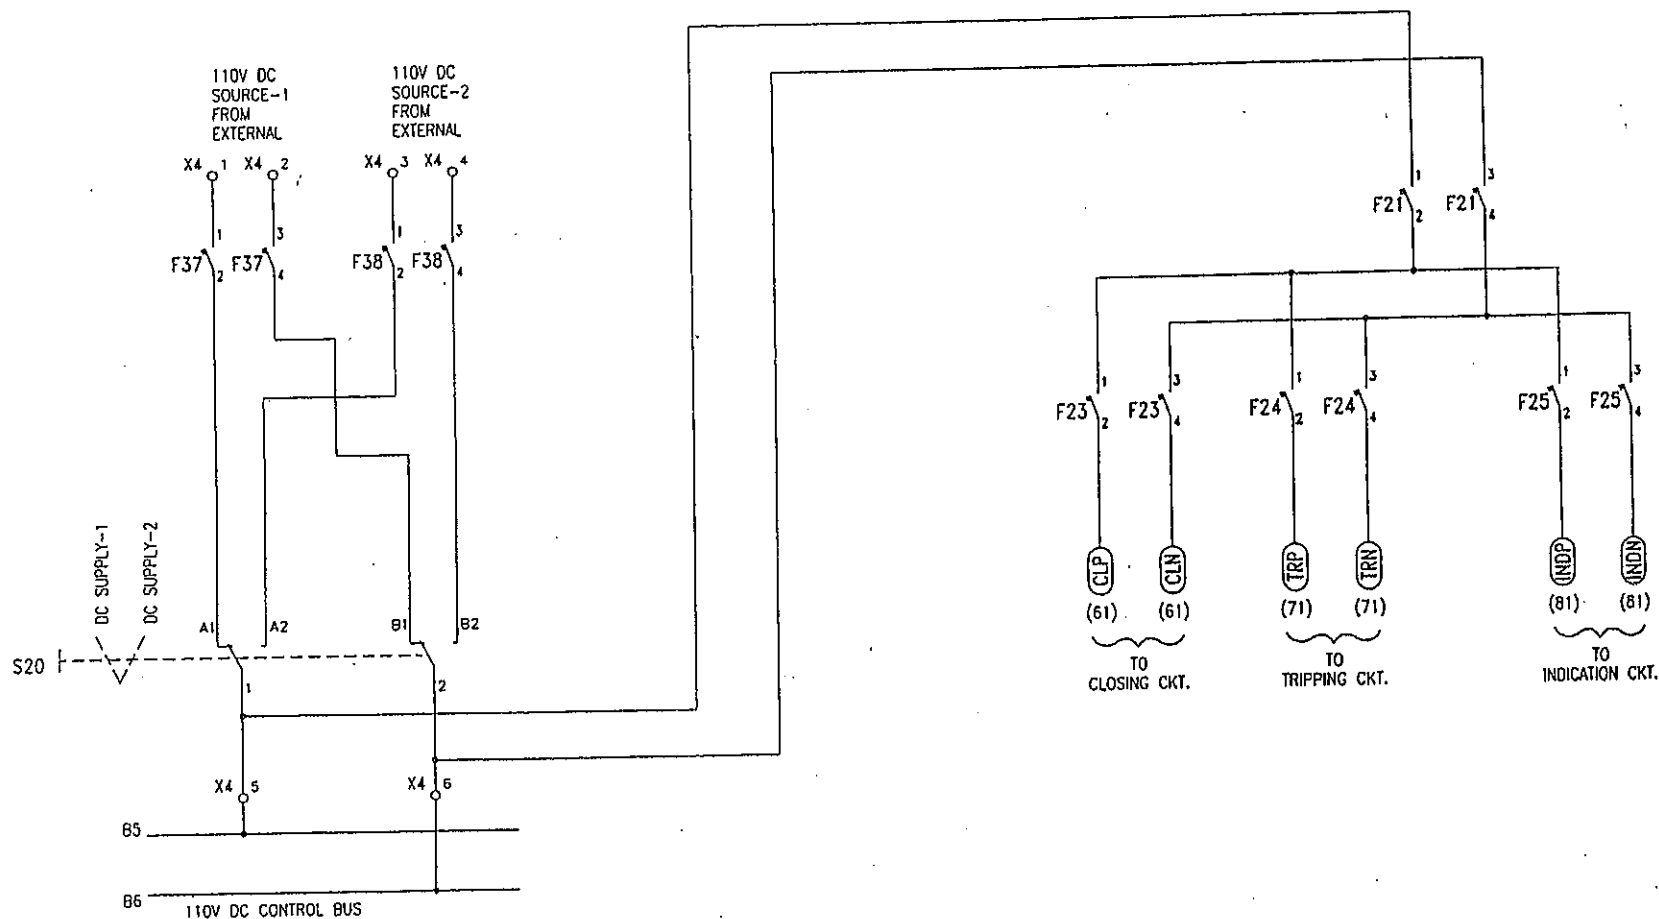 110V DC
SOURCE-1
FROM
EXTERNAL
110V DC
SOURCE-2
FROM
EXTERNAL
X4 1 X4 2
X4 3 X4 4
1 3
F37 F37
2 4
1 3
F38 F38
2 4
1 3
F21 F21
2 4
1 3
F23 F23
2 4
1 3
F24 F24
2 4
1 3
F25 F25
2 4
CLP
CLN
TRP
TRN
INDP
INDN
(61) (61)
(71) (71)
(81) (81)
TO
CLOSING CKT.
TO
TRIPPING CKT.
TO
INDICATION CKT.
DC SUPPLY-1
DC SUPPLY-2
A1 A2
B1 B2
S20
1 2
X4 5
X4 6
B5
B6
110V DC CONTROL BUS